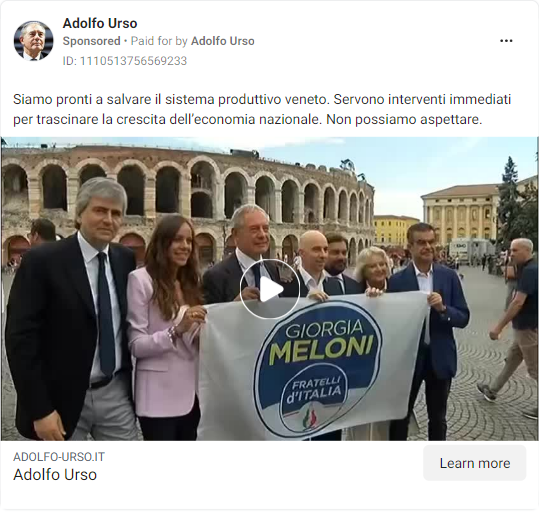 Adolfo Urso
Sponsored • Paid for by Adolfo Urso
ID: 1110513756569233
Siamo pronti a salvare il sistema produttivo veneto. Servono interventi immediati
per trascinare la crescita dell'economia nazionale. Non possiamo aspettare.
GIORGIA
MELONI
FRATELLI
d'ITALIA
ADOLFO-URSO.IT
Adolfo Urso
Learn more